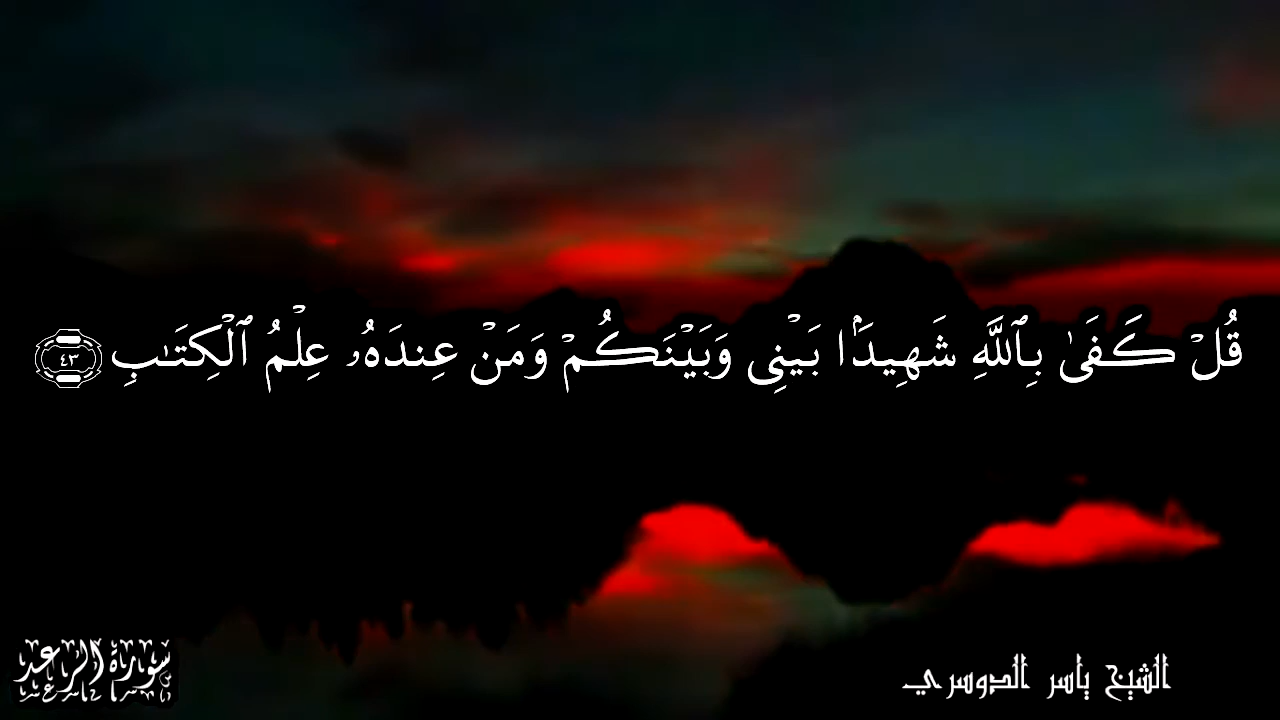 قُلْ كَفَىٰ بِٱللَّهِ شَهِيدَۢا بَيْنِى وَبَيْنَكُمْ وَمَنْ عِندَهُۥ عِلْمُ ٱلْكِتَـٰبِ ٤٣
سورة الرعد
الشيخ ياسر الدوسري